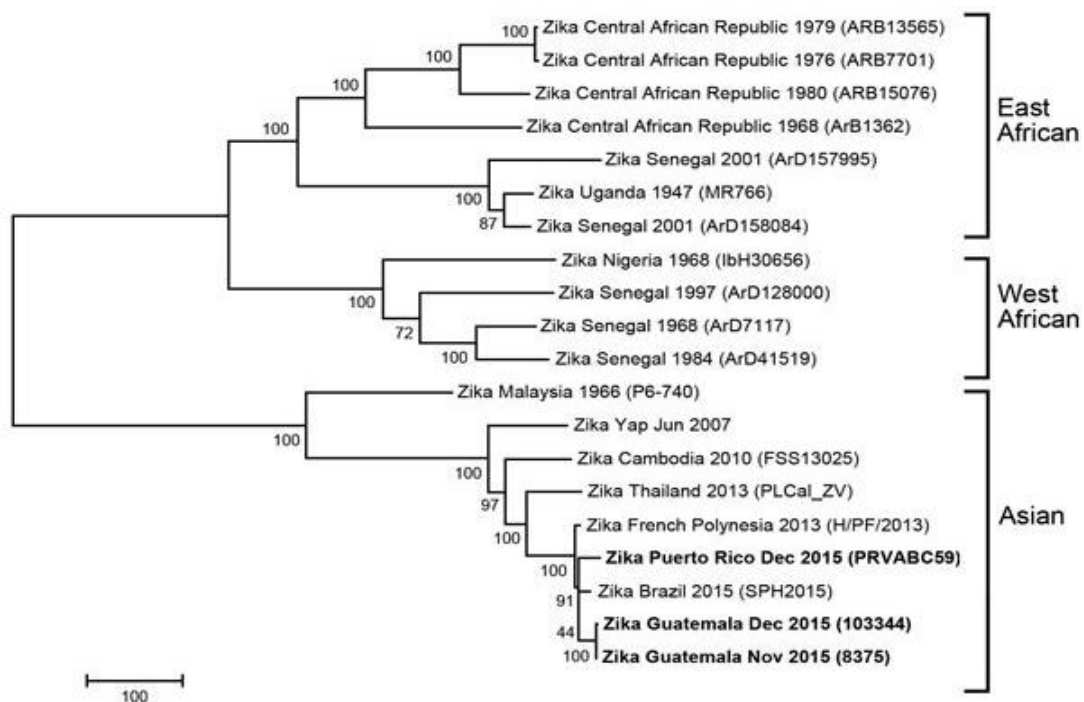 100
Zika Central African Republic 1979 (ARB13565)
Zika Central African Republic 1976 (ARB7701)
100
Zika Central African Republic 1980 (ARB15076)
100
Zika Central African Republic 1968 (ArB1362)
100
Zika Senegal 2001 (ArD157995)
100
Zika Uganda 1947 (MR766)
87
Zika Senegal 2001 (ArD158084)
East
African
Zika Nigeria 1968 (IbH30656)
100
Zika Senegal 1997 (ArD128000)
72
Zika Senegal 1968 (ArD7117)
100
Zika Senegal 1984 (ArD41519)
West
African
Zika Malaysia 1966 (P6-740)
100
Zika Yap Jun 2007
100
Zika Cambodia 2010 (FSS13025)
97
Zika Thailand 2013 (PLCal_ZV)
100
Zika French Polynesia 2013 (H/PF/2013)
100
Zika Puerto Rico Dec 2015 (PRVABC59)
91
Zika Brazil 2015 (SPH2015)
44
Zika Guatemala Dec 2015 (103344)
100
Zika Guatemala Nov 2015 (8375)
Asian
100